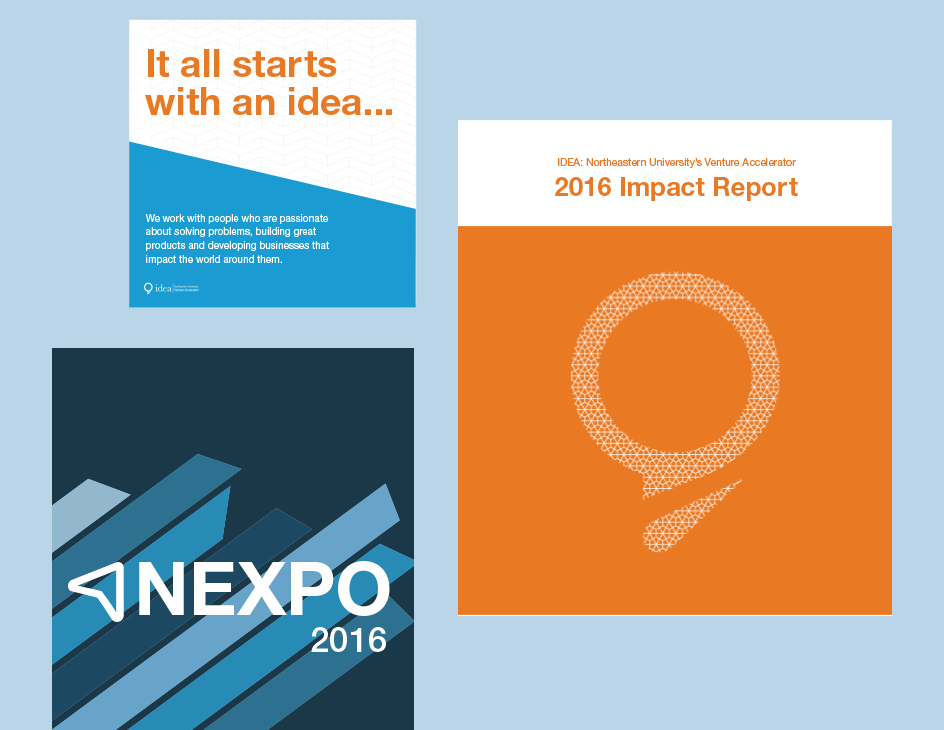 It all starts
with an idea...
We work with people who are passionate
about solving problems, building great
products and developing businesses that
impact the world around them.
idea
IDEA: Northeastern University's Venture Accelerator
2016 Impact Report
NEXPO
2016